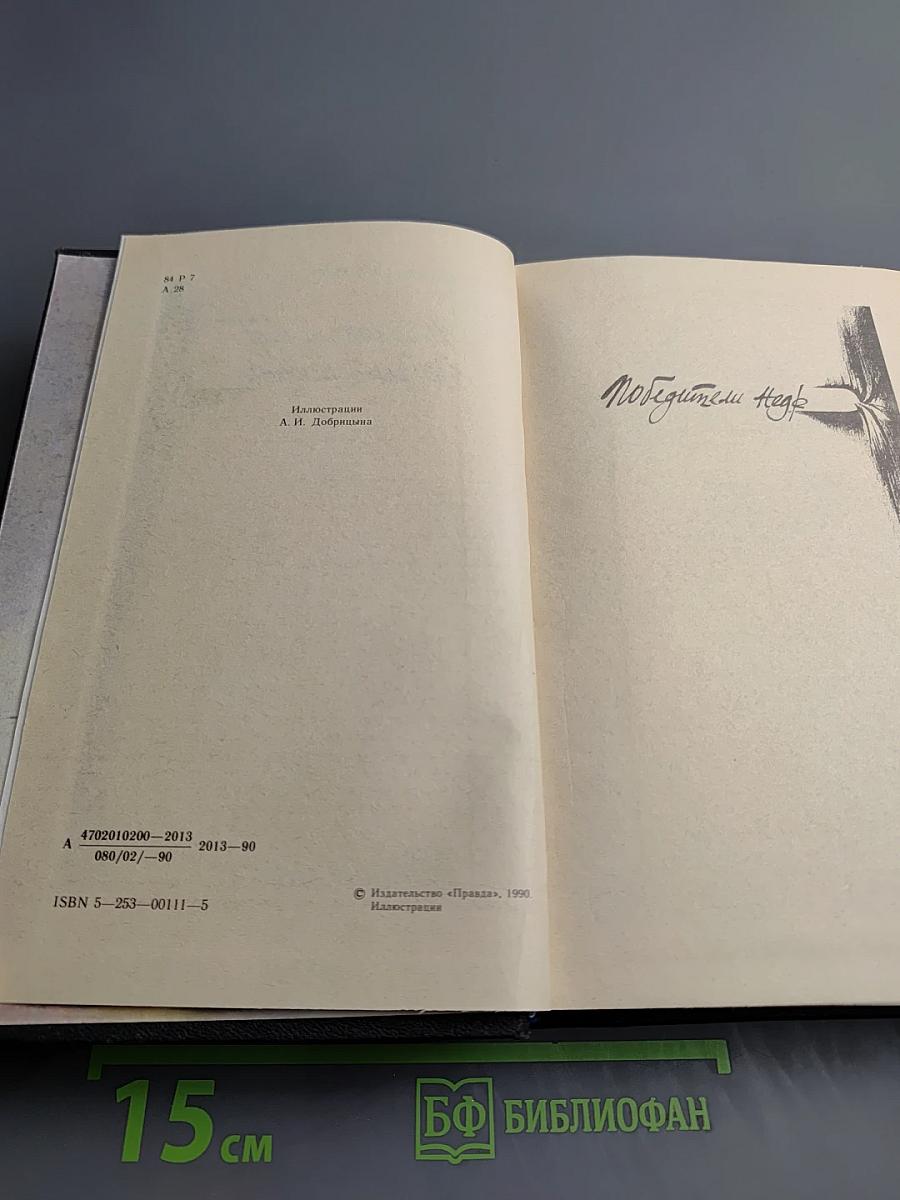 84 Р 7
А 28
Иллюстрации
А. И. Добрицына
А 4702010200—2013
080/02/—90
2013—90
ISBN 5—253—00111—5
© Издательство «Правда», 1990.
Иллюстрации
Победители недр
15 см
БФ БИБЛИОФАН